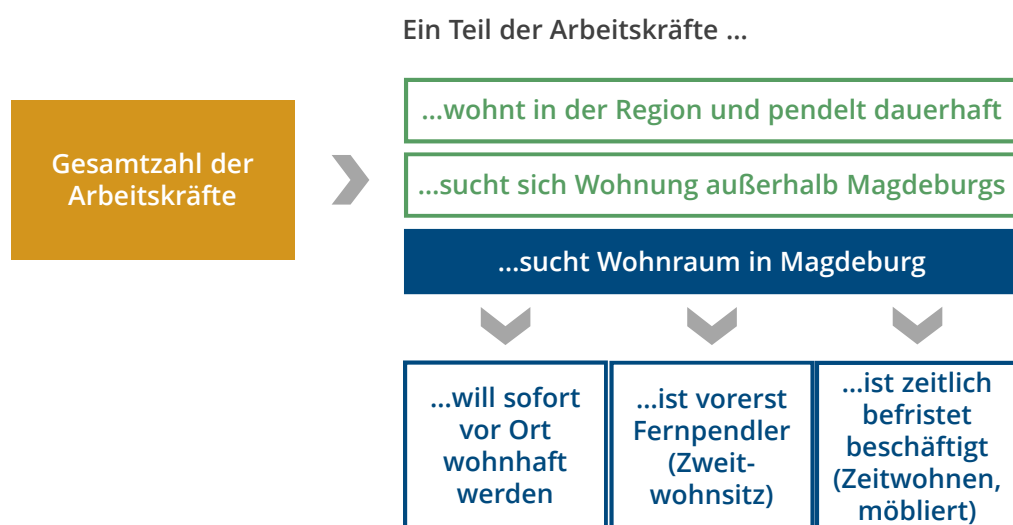 Ein Teil der Arbeitskräfte ...
Gesamtzahl der
Arbeitskräfte
...wohnt in der Region und pendelt dauerhaft
...sucht sich Wohnung außerhalb Magdeburgs
...sucht Wohnraum in Magdeburg
...will sofort
vor Ort
wohnhaft
werden
...ist vorerst
Fernpendler
(Zweit-
wohnsitz)
...ist zeitlich
befristet
beschäftigt
(Zeitwohnen,
möbliert)